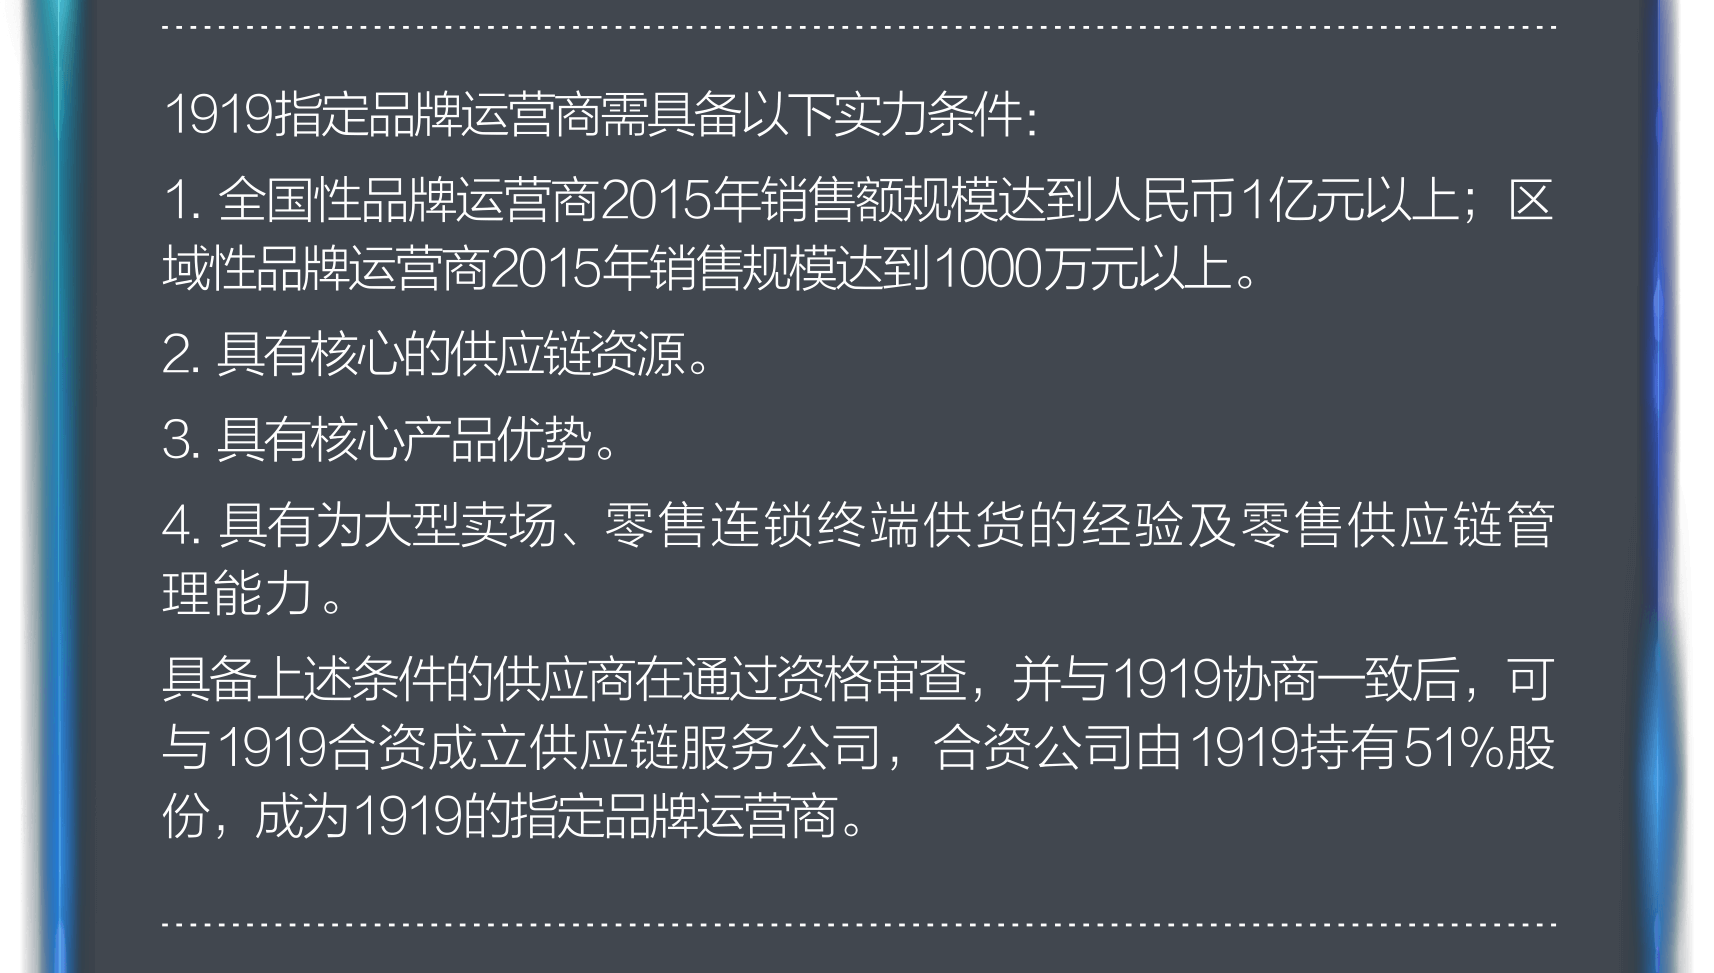 1919指定品牌运营商需具备以下实力条件:
1. 全国性品牌运营商2015年销售额规模达到人民币1亿元以上；区
域性品牌运营商2015年销售规模达到1000万元以上。
2. 具有核心的供应链资源。
3. 具有核心产品优势。
4. 具有为大型卖场、零售连锁终端供货的经验及零售供应链管
理能力。
具备上述条件的供应商在通过资格审查，并与1919协商一致后，可
与1919合资成立供应链服务公司，合资公司由1919持有51%股
份，成为1919的指定品牌运营商。